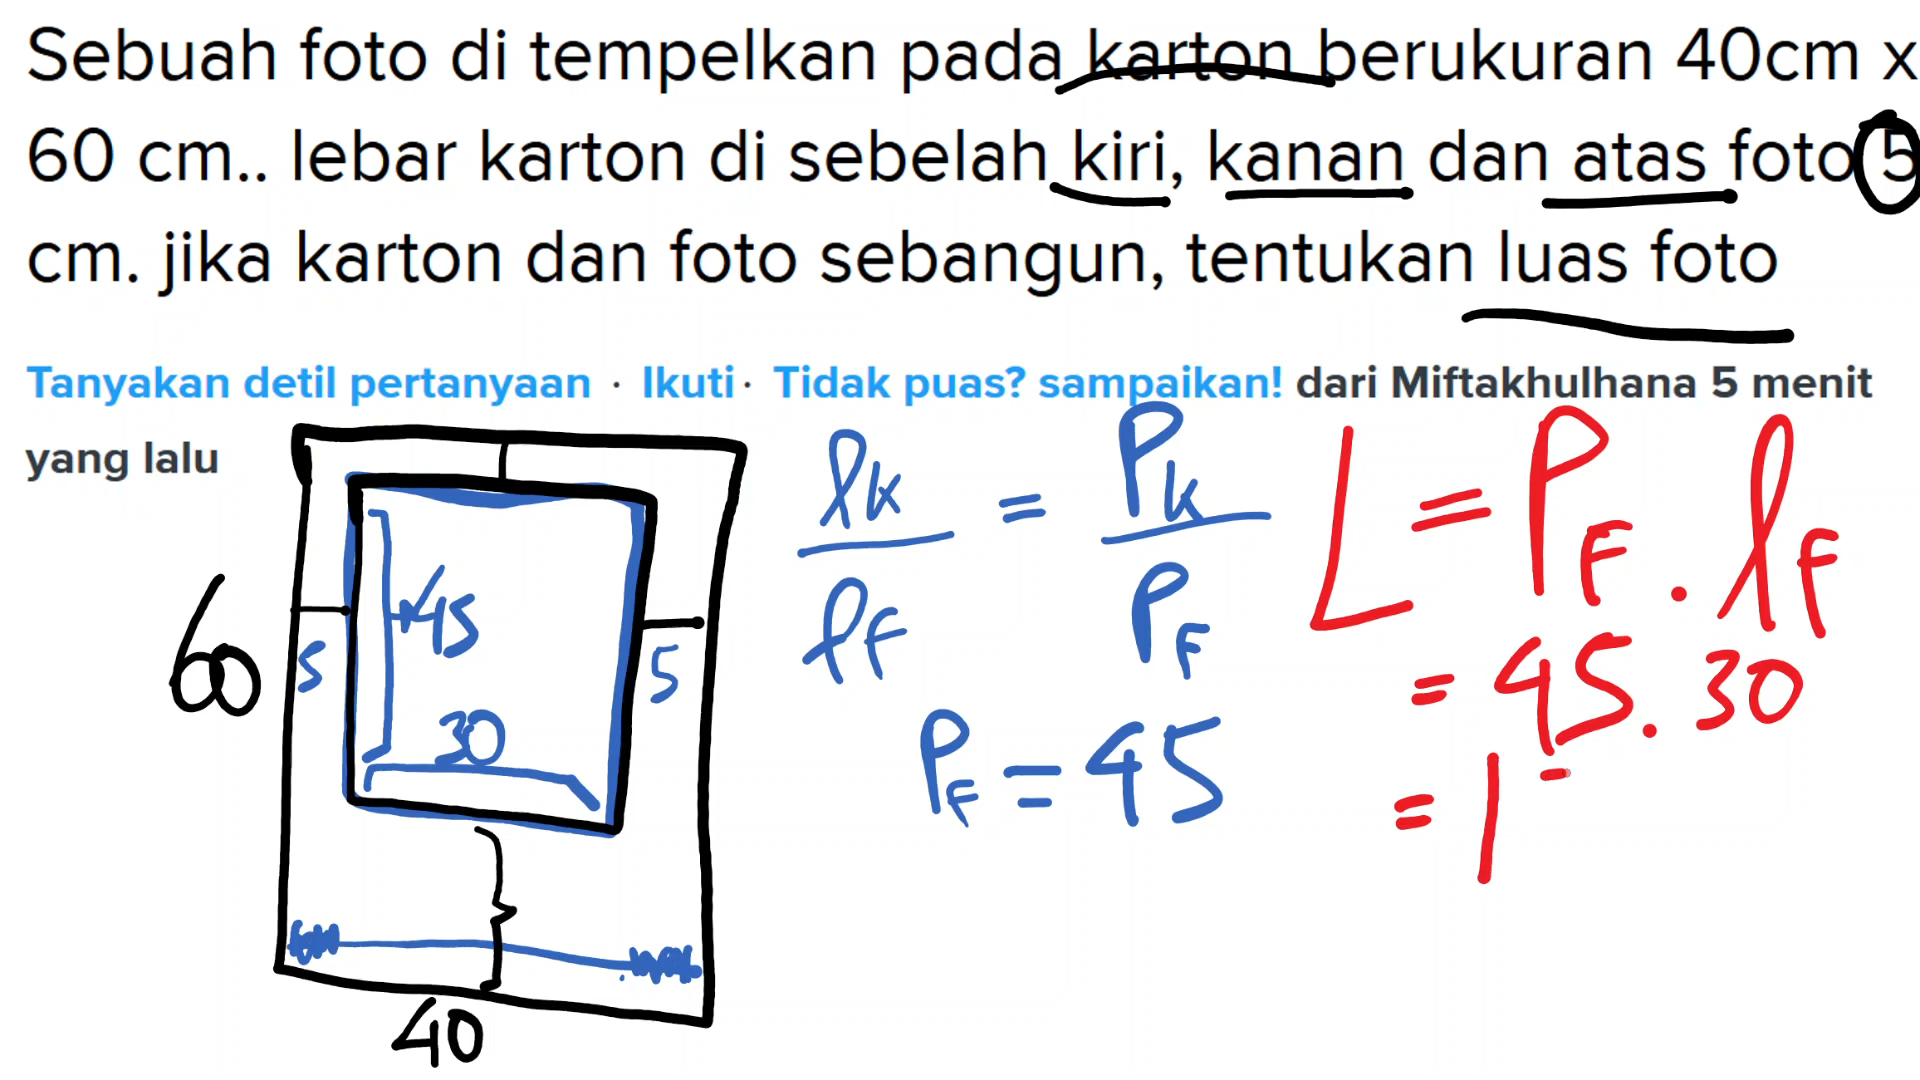 Sebuah foto di tempelkan pada karton berukuran 40cm x
60 cm.. lebar karton di sebelah kiri, kanan dan atas foto 5
cm. jika karton dan foto sebangun, tentukan luas foto
Tanyakan detil pertanyaan · Ikuti · Tidak puas? sampaikan! dari Miftakhulhana 5 menit
yang lalu
60
5
45
30
5
40
lk / lF = Pk / PF
PF = 45
L = PF . lF
= 45 . 30
= 1